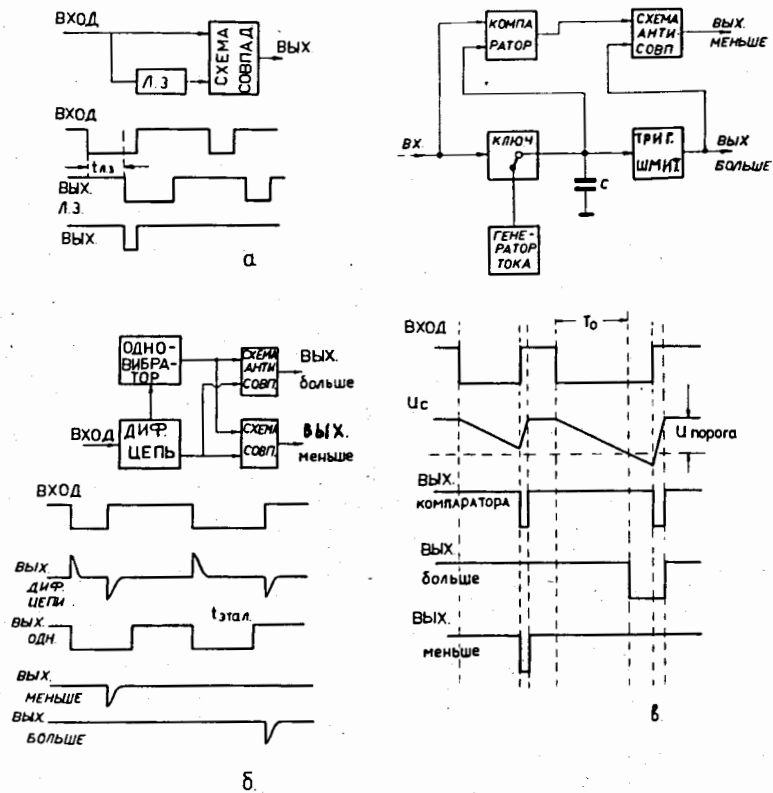 ВХОД
Л.З
СХЕМА
СОВПАД
ВЫХ.
ВХОД
t л.з
ВЫХ.
Л.З.
ВЫХ.
а
КОМПА
РАТОР
СХЕМА
АНТИ
СОВП
ВЫХ.
МЕНЬШЕ
ВХ.
КЛЮЧ
ТРИГ.
ШМИТ
ВЫХ
БОЛЬШЕ
С
ГЕНЕ-
РАТОР
ТОКА
ОДНО-
ВИБРА-
ТОР
СХЕМА
АНТИ
СОВП.
ВЫХ.
больше
ВХОД
ДИФ.
ЦЕПЬ
СХЕМА
СОВП.
ВЫХ.
меньше
ВХОД
ВЫХ.
ДИФ.
ЦЕПИ
t этал.
ВЫХ.
ОДН.
ВЫХ.
МЕНЬШЕ
ВЫХ.
БОЛЬШЕ
б.
T₀
ВХОД
Uc
U порога
ВЫХ.
компаратора
ВЫХ
больше
ВЫХ.
меньше
в.